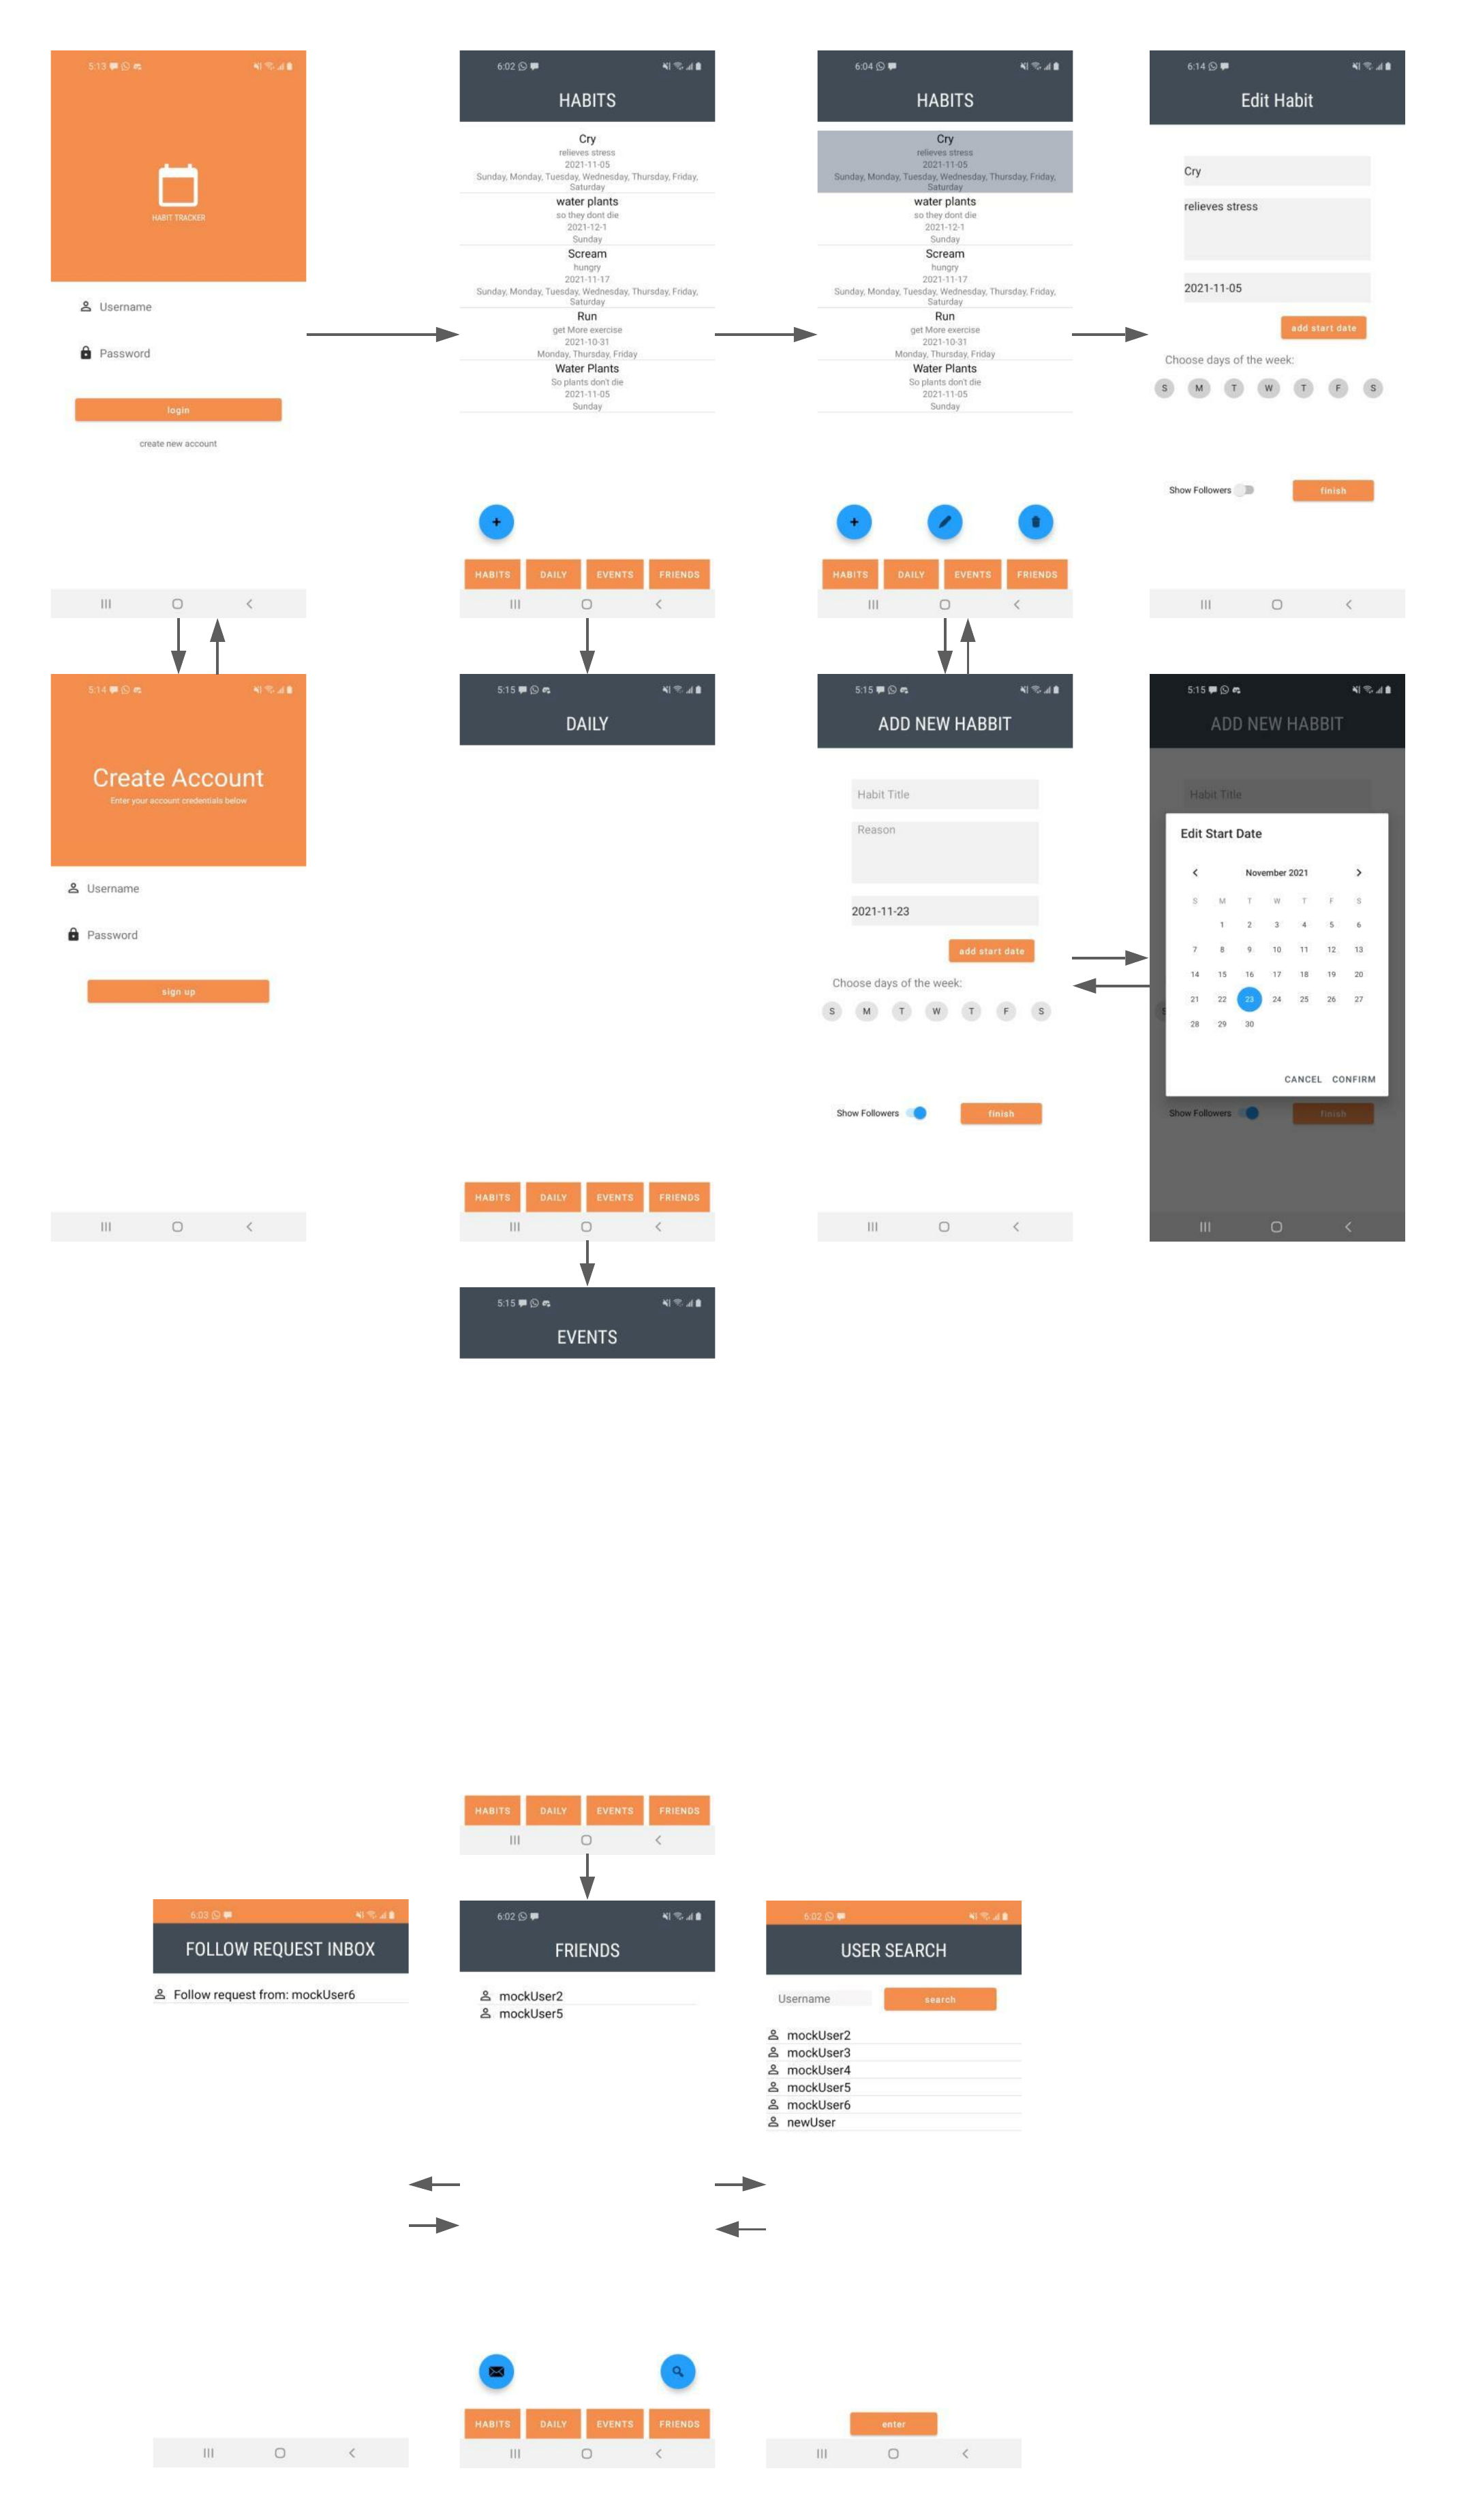 5:13
HABIT TRACKER
Username
Password
login
create new account
6:02
HABITS
Cry
relieves stress
2021-11-05
Sunday, Monday, Tuesday, Wednesday, Thursday, Friday,
Saturday
water plants
so they dont die
2021-12-1
Sunday
Scream
hungry
2021-11-17
Sunday, Monday, Tuesday, Wednesday, Thursday, Friday,
Saturday
Run
get More exercise
2021-10-31
Monday, Thursday, Friday
Water Plants
So plants don't die
2021-11-05
Sunday
+
HABITS DAILY EVENTS FRIENDS
6:04
HABITS
Cry
relieves stress
2021-11-05
Sunday, Monday, Tuesday, Wednesday, Thursday, Friday,
Saturday
water plants
so they dont die
2021-12-1
Sunday
Scream
hungry
2021-11-17
Sunday, Monday, Tuesday, Wednesday, Thursday, Friday,
Saturday
Run
get More exercise
2021-10-31
Monday, Thursday, Friday
Water Plants
So plants don't die
2021-11-05
Sunday
+
HABITS DAILY EVENTS FRIENDS
6:14
Edit Habit
Cry
relieves stress
2021-11-05
add start date
Choose days of the week:
S M T W T F S
Show Followers
finish
5:14
Create Account
Enter your account credentials below
Username
Password
sign up
5:15
DAILY
HABITS DAILY EVENTS FRIENDS
5:15
ADD NEW HABBIT
Habit Title
Reason
2021-11-23
add start date
Choose days of the week:
S M T W T F S
Show Followers
finish
5:15
ADD NEW HABBIT
Habit Title
Edit Start Date
November 2021
S M T W T F S
1 2 3 4 5 6
7 8 9 10 11 12 13
14 15 16 17 18 19 20
21 22 23 24 25 26 27
28 29 30
CANCEL CONFIRM
Show Followers
finish
5:15
EVENTS
HABITS DAILY EVENTS FRIENDS
6:03
FOLLOW REQUEST INBOX
Follow request from: mockUser6
6:02
FRIENDS
mockUser2
mockUser5
HABITS DAILY EVENTS FRIENDS
6:02
USER SEARCH
Username
search
mockUser2
mockUser3
mockUser4
mockUser5
mockUser6
newUser
enter